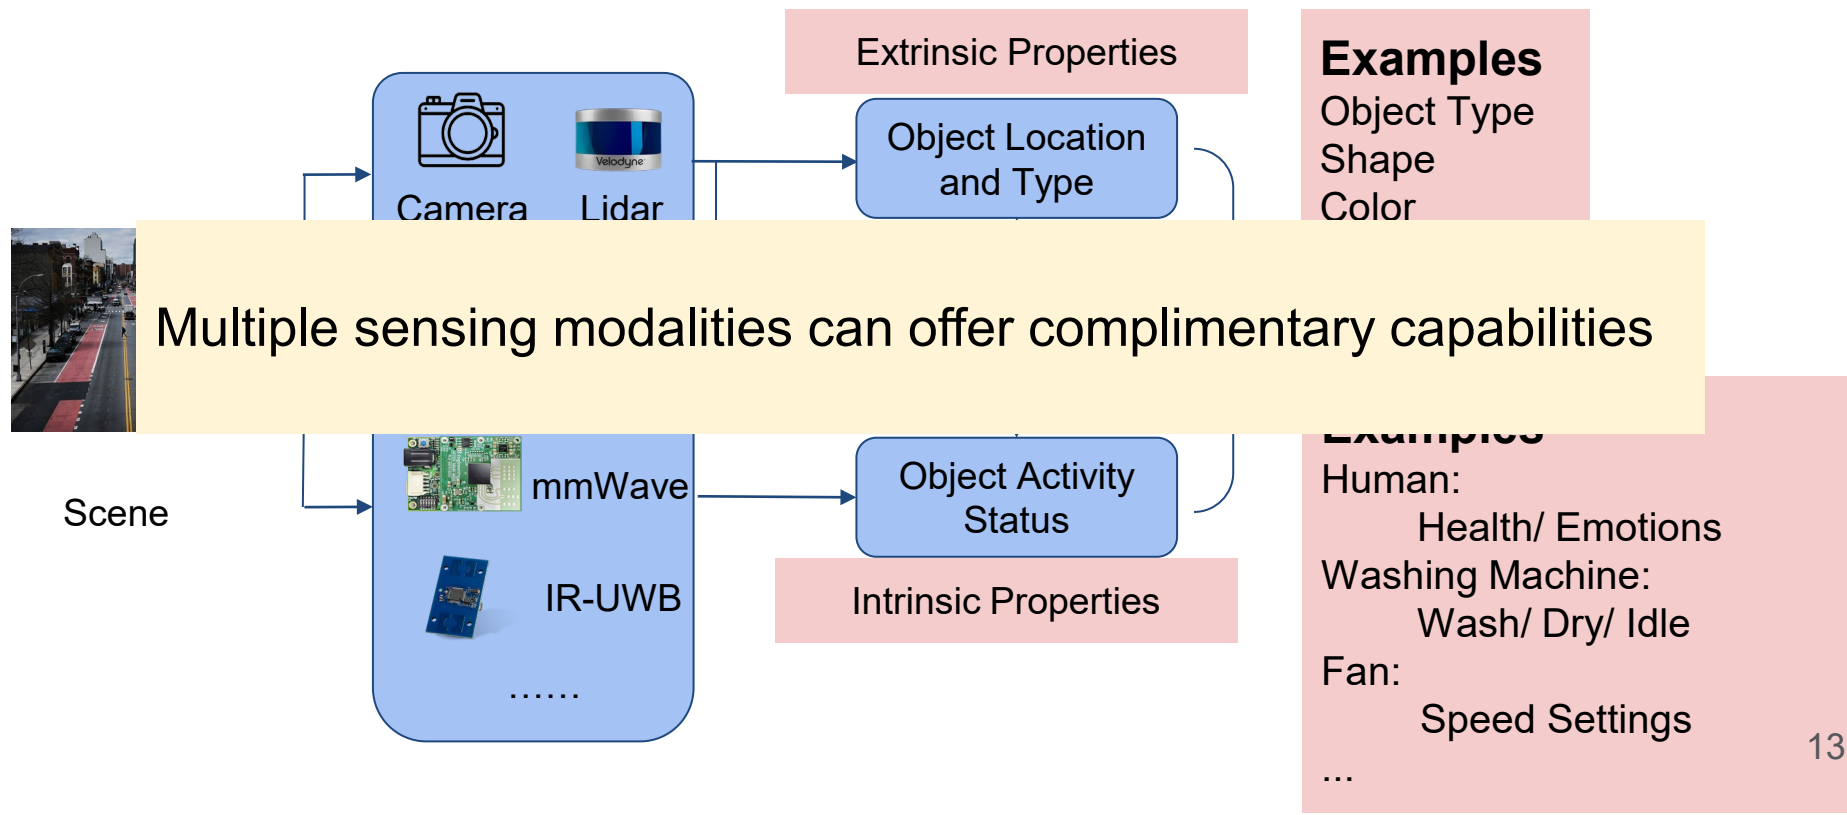 Extrinsic Properties
Examples
Object Type
Shape
Color
Object Location
and Type
Velodyne
Camera
Lidar
Multiple sensing modalities can offer complimentary capabilities
Scene
mmWave
IR-UWB
......
Object Activity
Status
Intrinsic Properties
Examples
Human:
Health/ Emotions
Washing Machine:
Wash/ Dry/ Idle
Fan:
Speed Settings
...
13